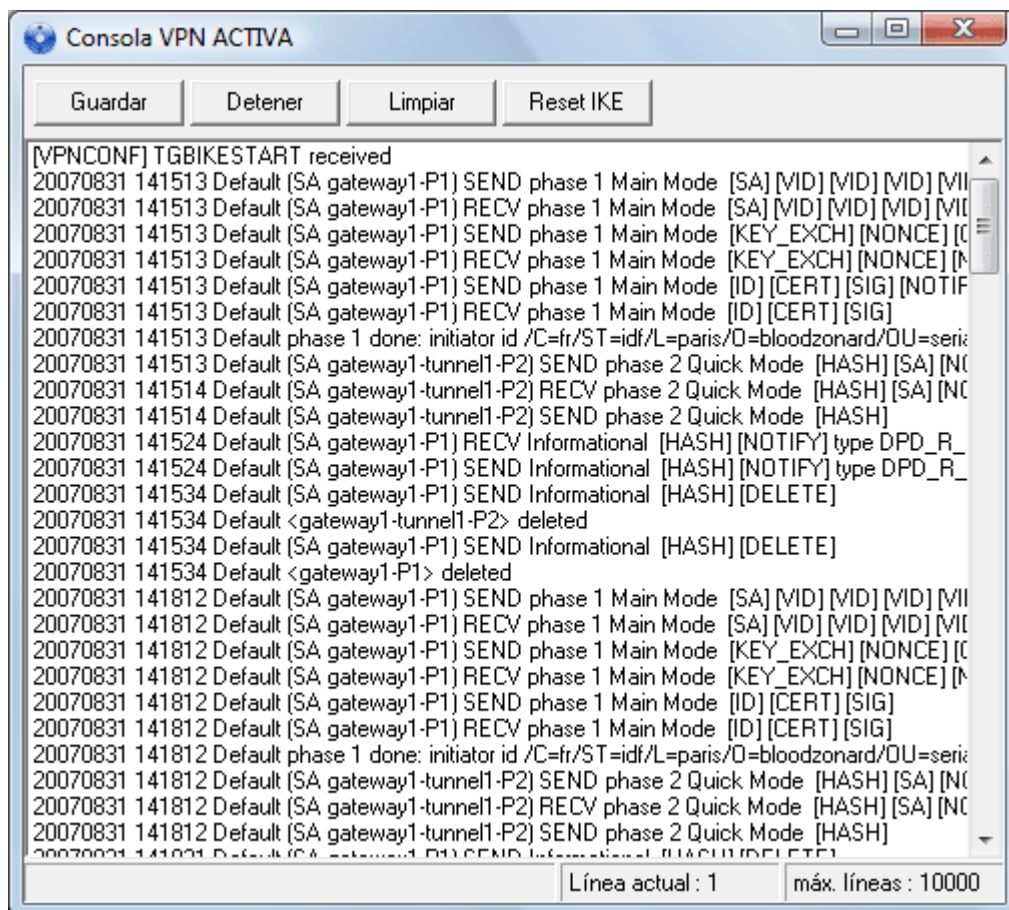 Consola VPN ACTIVA
Guardar Detener Limpiar Reset IKE
[VPNCONF] TGBIKESTART received
20070831 141513 Default (SA gateway1-P1) SEND phase 1 Main Mode [SA] [VID] [VID] [VID]
20070831 141513 Default (SA gateway1-P1) RECV phase 1 Main Mode [SA] [VID] [VID] [VID] [VID
20070831 141513 Default (SA gateway1-P1) SEND phase 1 Main Mode [KEY_EXCH] [NONCE]
20070831 141513 Default (SA gateway1-P1) RECV phase 1 Main Mode [KEY_EXCH] [NONCE]
20070831 141513 Default (SA gateway1-P1) SEND phase 1 Main Mode [ID] [CERT] [SIG] [NOTIF
20070831 141513 Default (SA gateway1-P1) RECV phase 1 Main Mode [ID] [CERT] [SIG]
20070831 141513 Default phase 1 done: initiator id /C=fr/ST=idf/L=paris/O=bloodzonard/OU=seria
20070831 141513 Default (SA gateway1-tunnel1-P2) SEND phase 2 Quick Mode [HASH] [SA]
20070831 141514 Default (SA gateway1-tunnel1-P2) RECV phase 2 Quick Mode [HASH] [SA]
20070831 141514 Default (SA gateway1-tunnel1-P2) SEND phase 2 Quick Mode [HASH]
20070831 141524 Default (SA gateway1-P1) RECV Informational [HASH] [NOTIFY] type DPD_R_
20070831 141524 Default (SA gateway1-P1) SEND Informational [HASH] [NOTIFY] type DPD_R_
20070831 141534 Default (SA gateway1-P1) SEND Informational [HASH] [DELETE]
20070831 141534 Default <gateway1-tunnel1-P2> deleted
20070831 141534 Default (SA gateway1-P1) SEND Informational [HASH] [DELETE]
20070831 141534 Default <gateway1-P1> deleted
20070831 141812 Default (SA gateway1-P1) SEND phase 1 Main Mode [SA] [VID] [VID] [VID]
20070831 141812 Default (SA gateway1-P1) RECV phase 1 Main Mode [SA] [VID] [VID] [VID] [VID
20070831 141812 Default (SA gateway1-P1) SEND phase 1 Main Mode [KEY_EXCH] [NONCE]
20070831 141812 Default (SA gateway1-P1) RECV phase 1 Main Mode [KEY_EXCH] [NONCE]
20070831 141812 Default (SA gateway1-P1) SEND phase 1 Main Mode [ID] [CERT] [SIG]
20070831 141812 Default (SA gateway1-P1) RECV phase 1 Main Mode [ID] [CERT] [SIG]
20070831 141812 Default phase 1 done: initiator id /C=fr/ST=idf/L=paris/O=bloodzonard/OU=seria
20070831 141812 Default (SA gateway1-tunnel1-P2) SEND phase 2 Quick Mode [HASH] [SA]
20070831 141812 Default (SA gateway1-tunnel1-P2) RECV phase 2 Quick Mode [HASH] [SA]
20070831 141812 Default (SA gateway1-tunnel1-P2) SEND phase 2 Quick Mode [HASH]
Línea actual : 1 máx. líneas : 10000